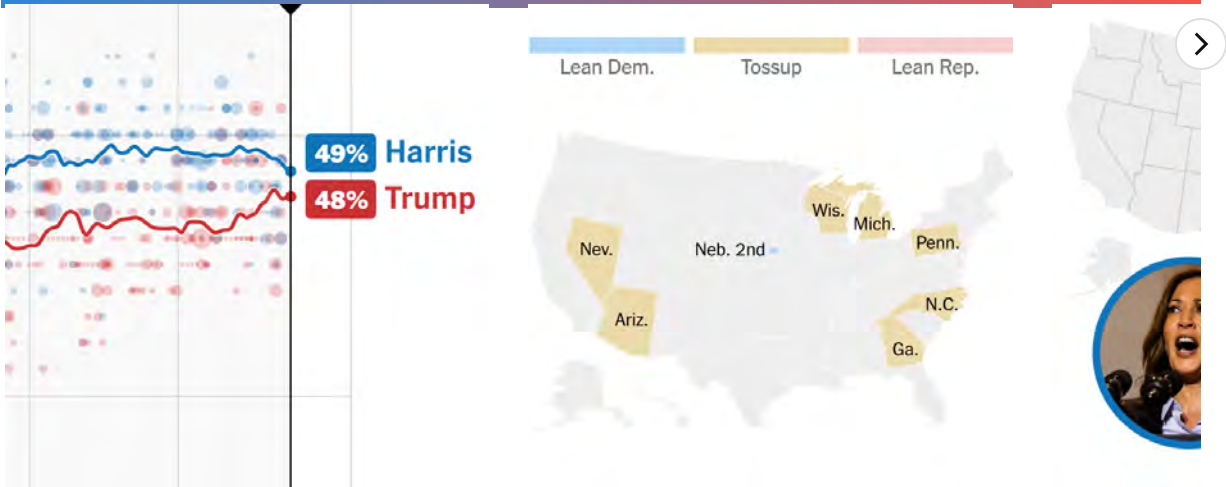 49% Harris
48% Trump
Lean Dem.
Tossup
Lean Rep.
Wis.
Mich.
Nev.
Neb. 2nd
Penn.
N.C.
Ariz.
Ga.